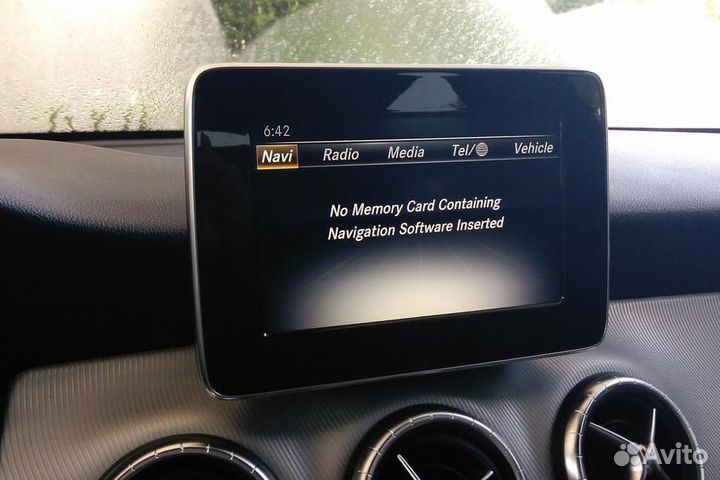 6:42
Navi Radio Media Tel/ Vehicle
No Memory Card Containing
Navigation Software Inserted
Avito